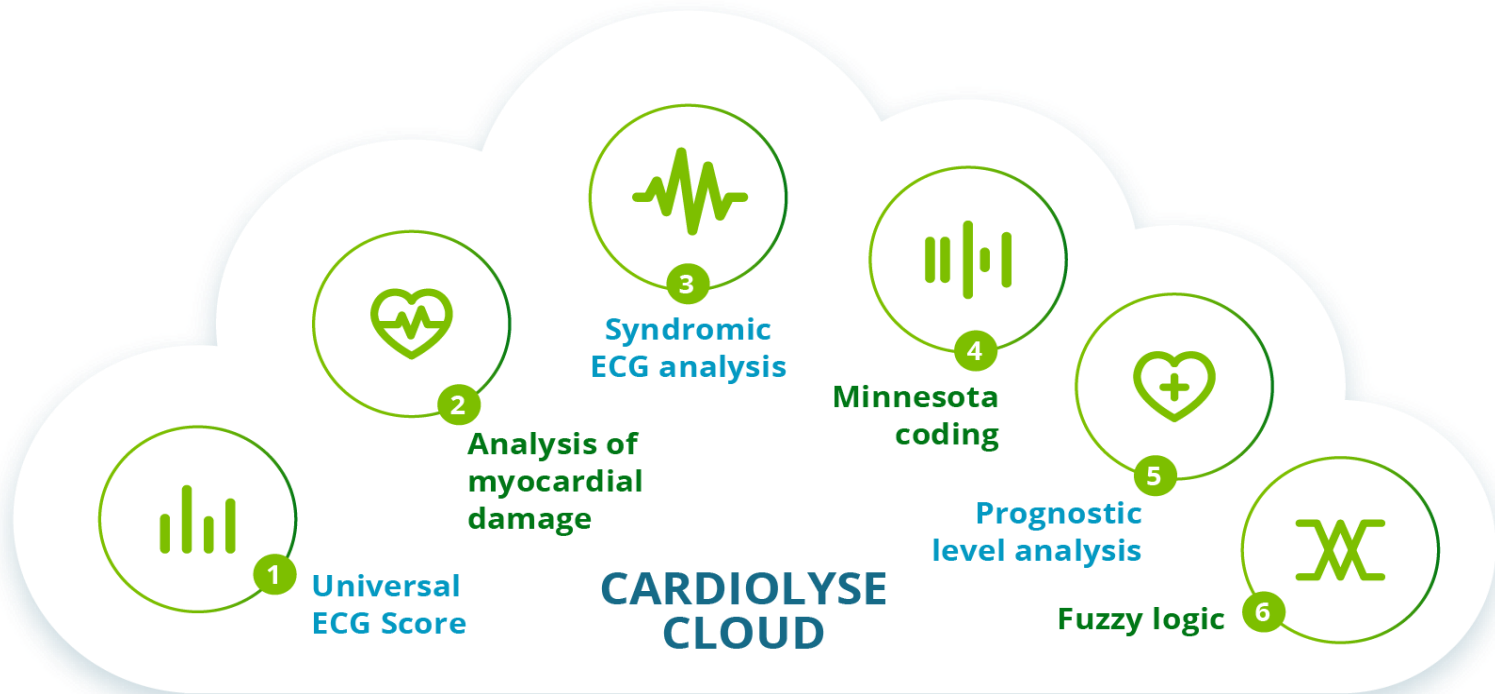 1
Universal
ECG Score
2
Analysis of
myocardial
damage
3
Syndromic
ECG analysis
4
Minnesota
coding
5
Prognostic
level analysis
6
Fuzzy logic
CARDIOLYSE
CLOUD